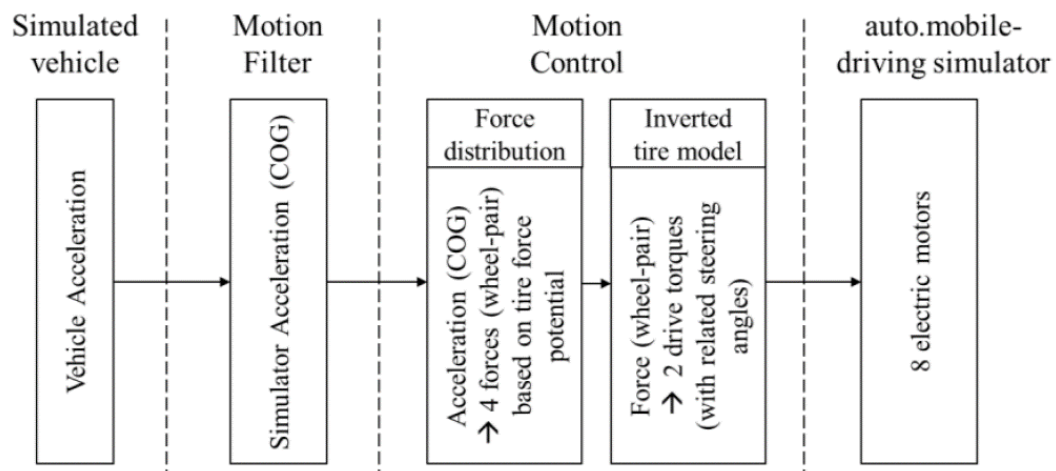 Simulated
vehicle
Motion
Filter
Motion
Control
auto.mobile-
driving simulator
Vehicle Acceleration
Simulator Acceleration (COG)
Force
distribution
Acceleration (COG)
→ 4 forces (wheel-pair)
based on tire force
potential
Inverted
tire model
Force (wheel-pair)
→ 2 drive torques
(with related steering
angles)
8 electric motors